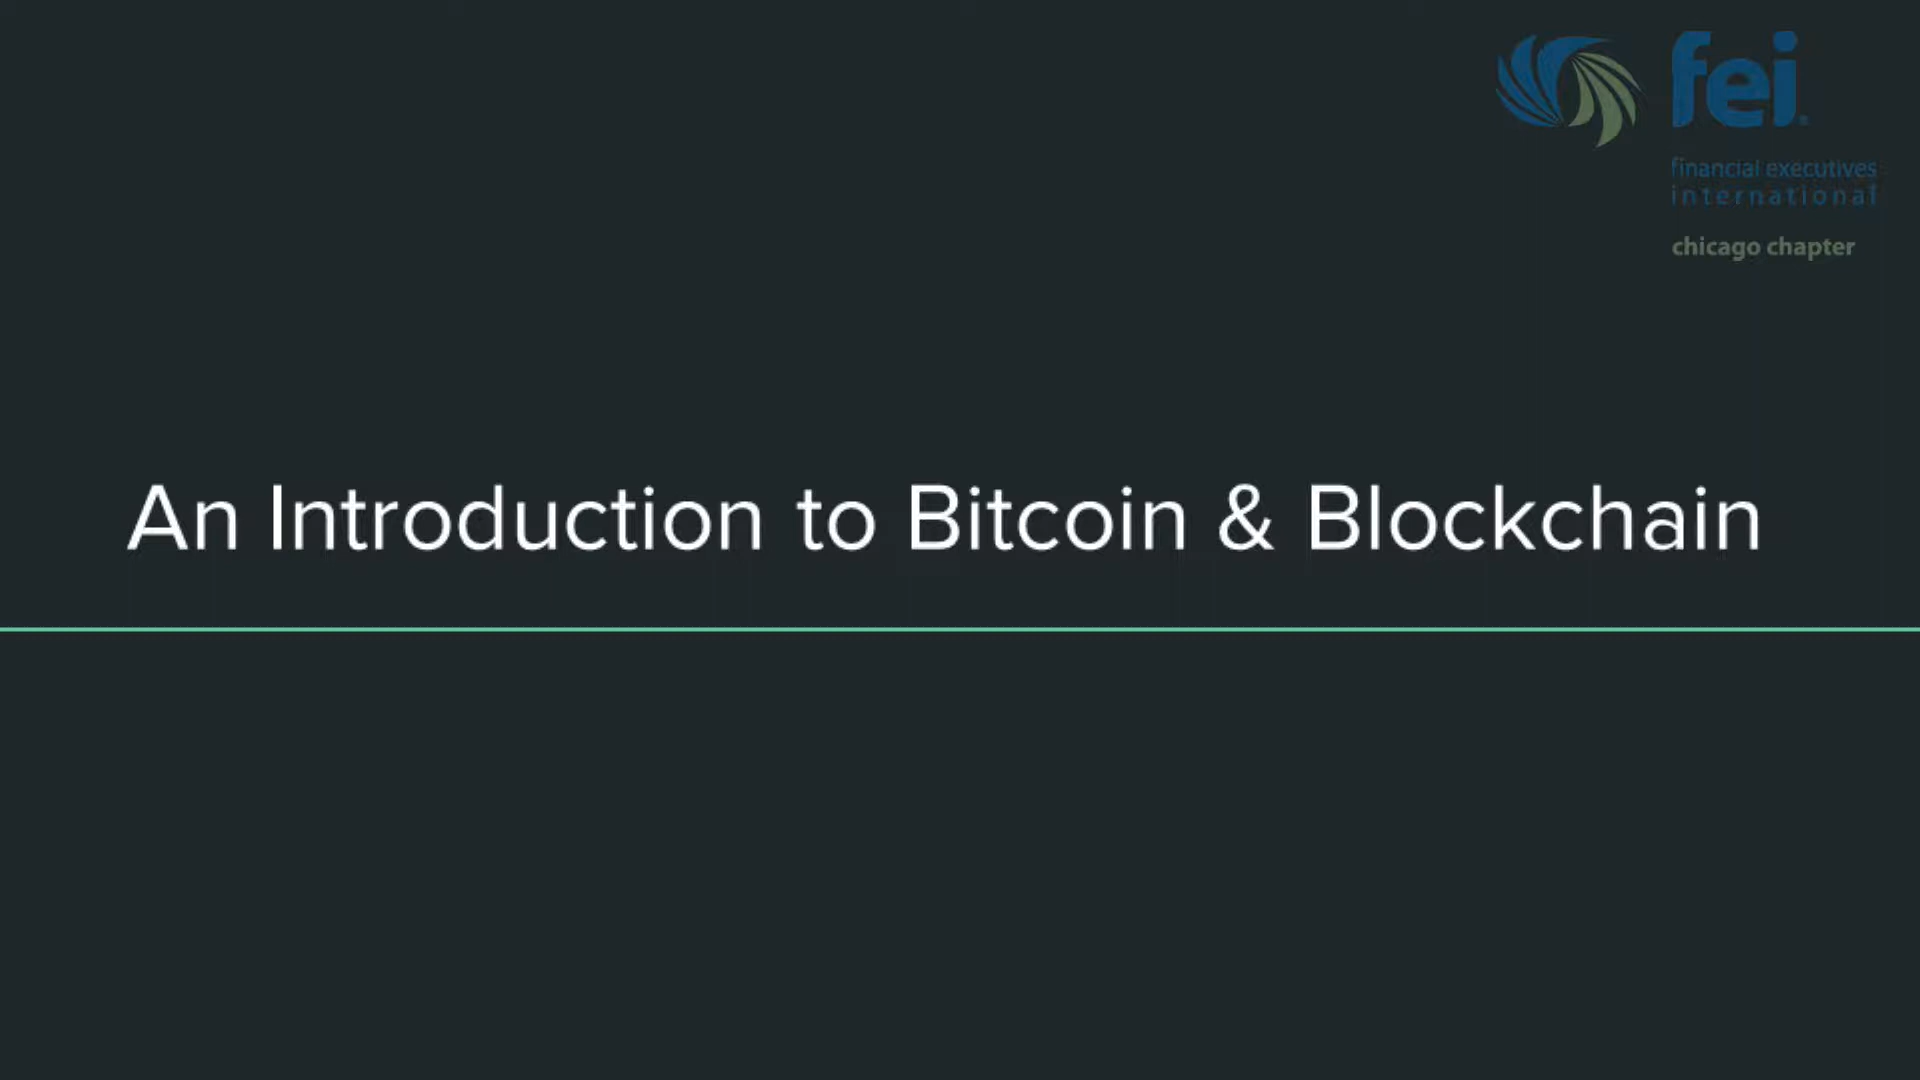 fei®
financial executives
international
chicago chapter
An Introduction to Bitcoin & Blockchain